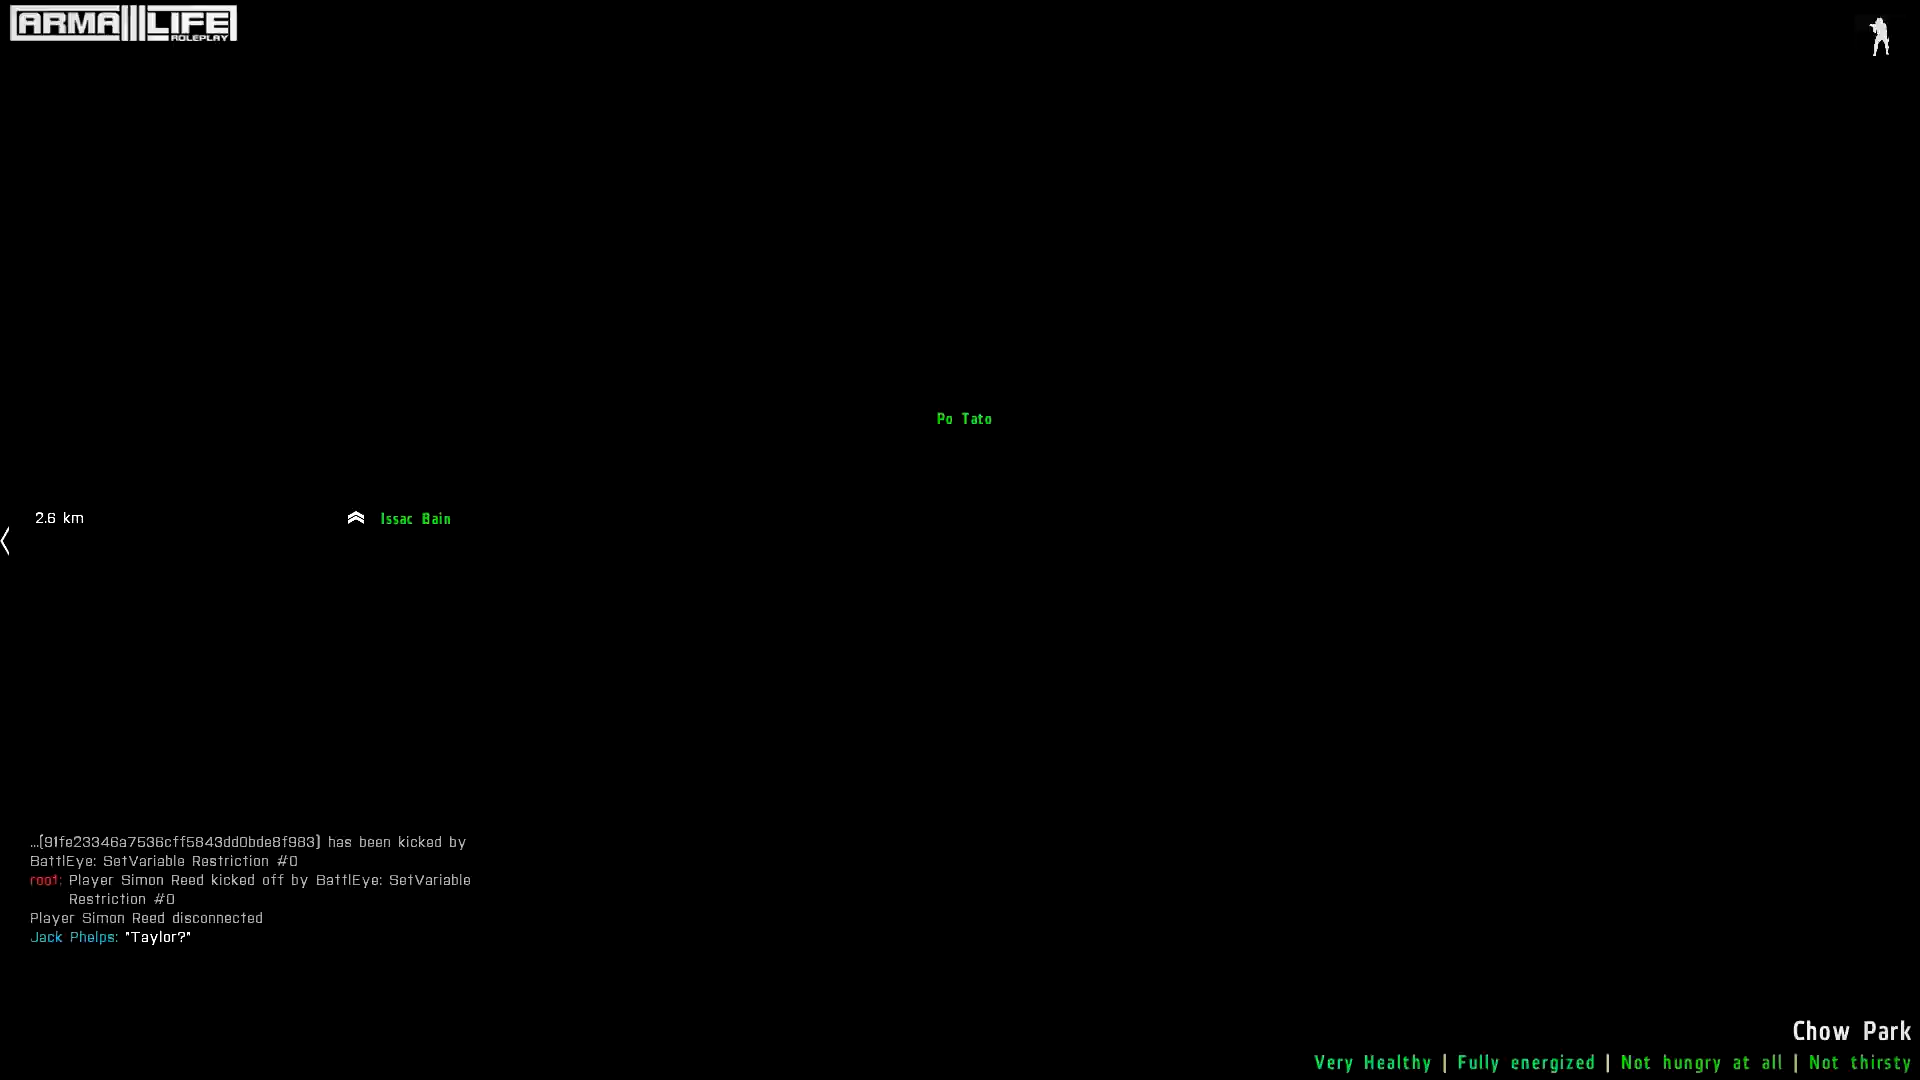 ARMA III LIFE
ROLEPLAY
Po Tato
2.6 km
Issac Bain
...(91fe23346a7536cff5843dd0bde8f983) has been kicked by
BattlEye: SetVariable Restriction #0
root: Player Simon Reed kicked off by BattlEye: SetVariable
Restriction #0
Player Simon Reed disconnected
Jack Phelps: "Taylor?"
Chow Park
Very Healthy | Fully energized | Not hungry at all | Not thirsty